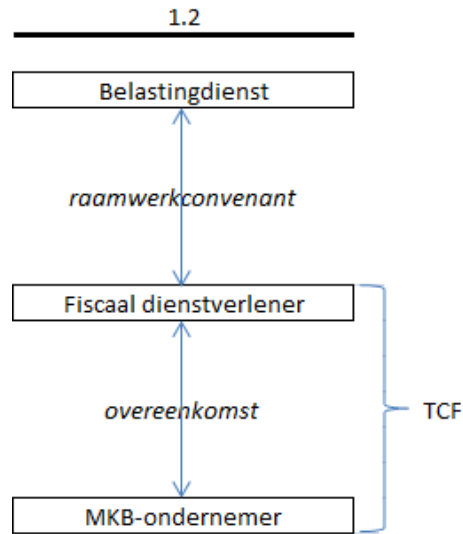 1.2
Belastingdienst
raamwerkconvenant
Fiscaal dienstverlener
overeenkomst
TCF
MKB-ondernemer